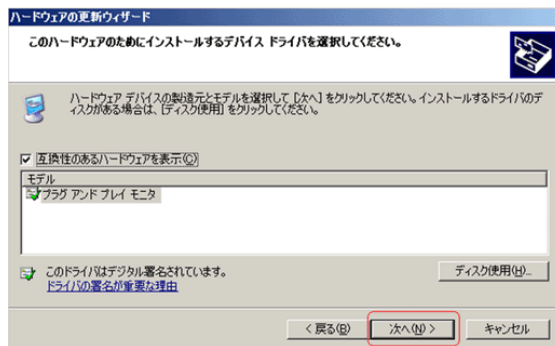 ハードウェアの更新ウィザード
このハードウェアのためにインストールするデバイス ドライバを選択してください。
ハードウェア デバイスの製造元とモデルを選択して [次へ] をクリックしてください。インストールするドライバのデ
ィスクがある場合は、[ディスク使用] をクリックしてください。
互換性のあるハードウェアを表示(C)
モデル
プラグ アンド プレイ モニタ
このドライバはデジタル署名されています。
ディスク使用(H)...
ドライバの署名が重要な理由
< 戻る(B)
次へ(N) >
キャンセル